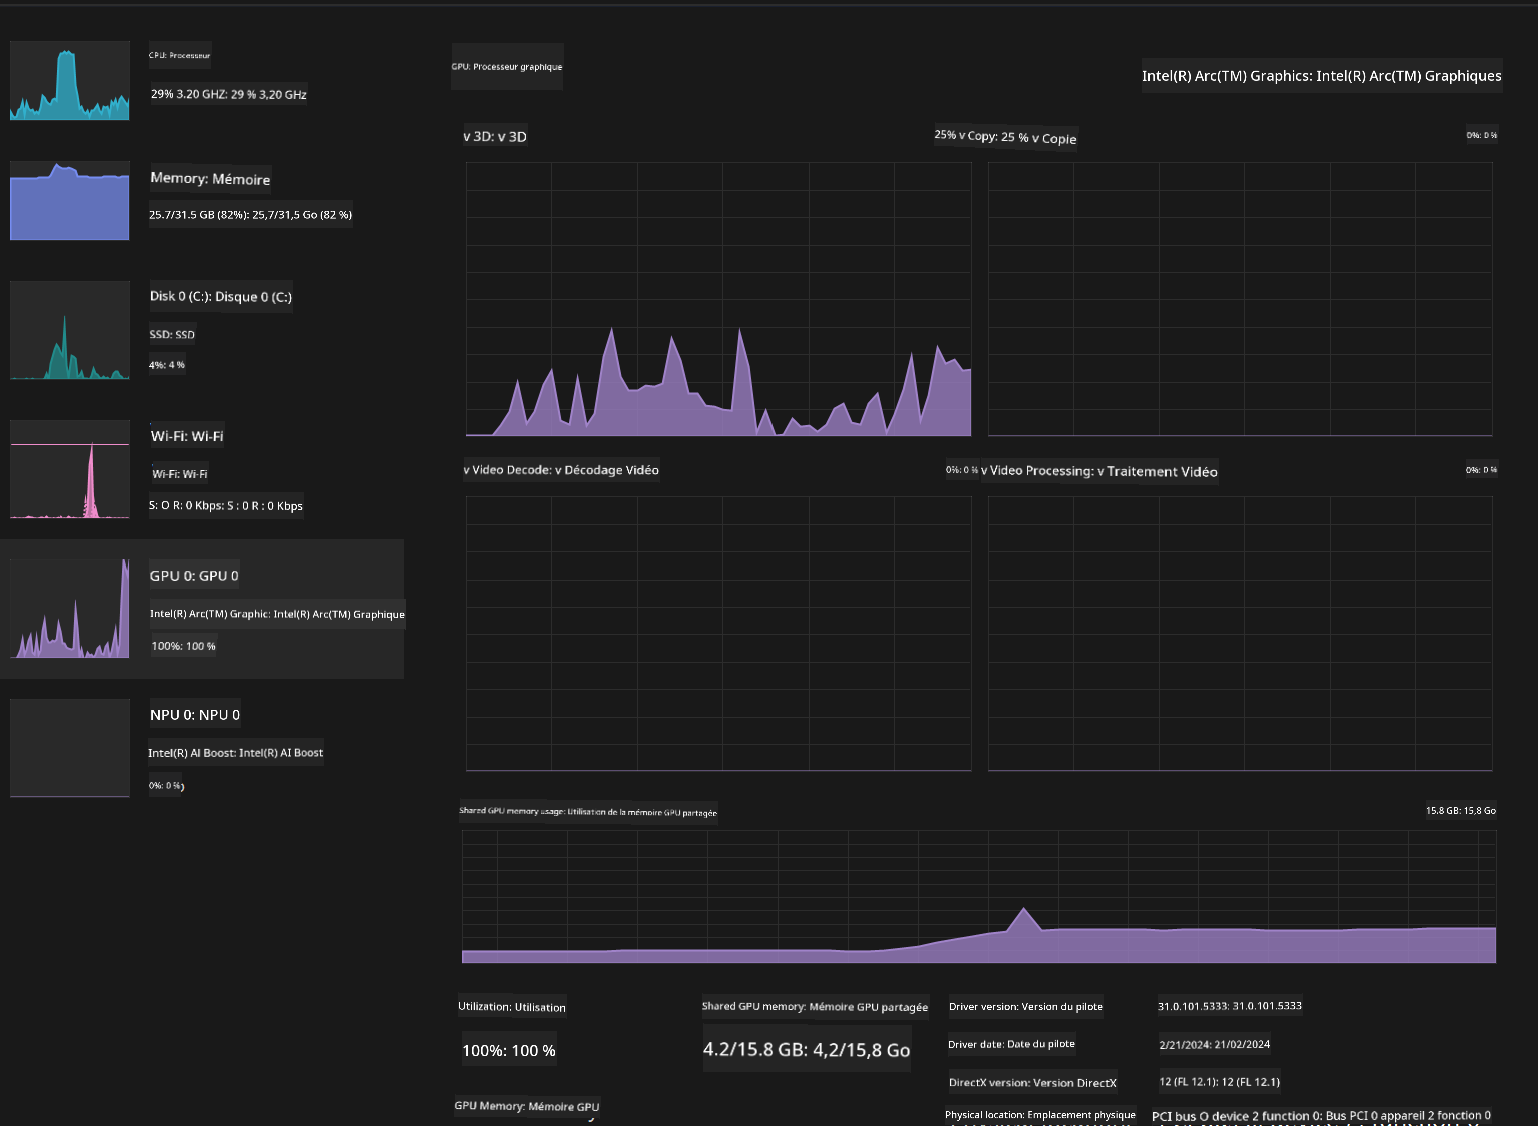 CPU: Processeur
29% 3.20 GHZ: 29 % 3,20 GHz
Memory: Mémoire
25.7/31.5 GB (82%): 25,7/31,5 Go (82 %)
Disk 0 (C:): Disque 0 (C:)
SSD: SSD
4%: 4 %
Wi-Fi: Wi-Fi
Wi-Fi: Wi-Fi
S: O R: 0 Kbps: S : 0 R : 0 Kbps
GPU 0: GPU 0
Intel(R) Arc(TM) Graphic: Intel(R) Arc(TM) Graphique
100%: 100 %
NPU 0: NPU 0
Intel(R) AI Boost: Intel(R) AI Boost
0%: 0 %
GPU: Processeur graphique
Intel(R) Arc(TM) Graphics: Intel(R) Arc(TM) Graphiques
v 3D: v 3D
25% v Copy: 25 % v Copie
0%: 0 %
v Video Decode: v Décodage Vidéo
0%: 0 %
v Video Processing: v Traitement Vidéo
0%: 0 %
Shared GPU memory usage: Utilisation de la mémoire GPU partagée
15.8 GB: 15,8 Go
Utilization: Utilisation
100%: 100 %
GPU Memory: Mémoire GPU
Shared GPU memory: Mémoire GPU partagée
4.2/15.8 GB: 4,2/15,8 Go
Driver version: Version du pilote
31.0.101.5333: 31.0.101.5333
Driver date: Date du pilote
2/21/2024: 21/02/2024
DirectX version: Version DirectX
12 (FL 12.1): 12 (FL 12.1)
Physical location: Emplacement physique
PCI bus O device 2 function 0: Bus PCI 0 appareil 2 fonction 0